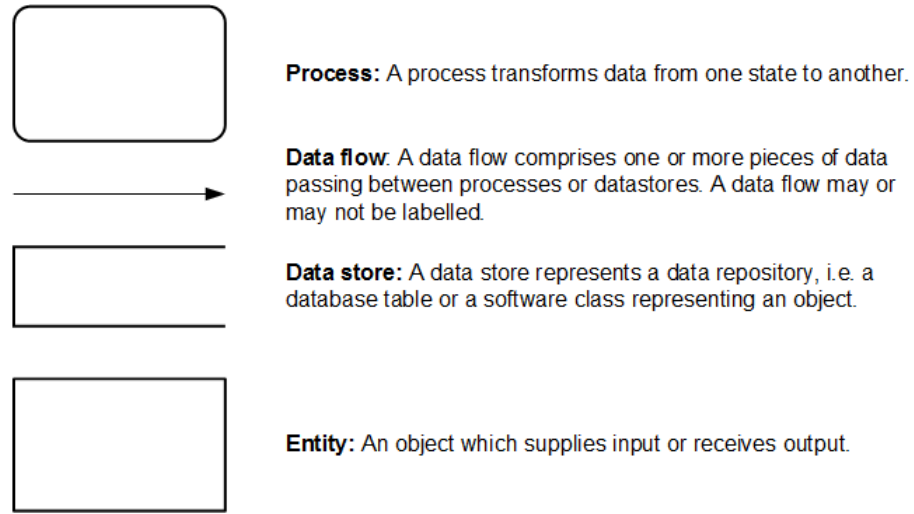 Process: A process transforms data from one state to another.
Data flow: A data flow comprises one or more pieces of data
passing between processes or datastores. A data flow may or
may not be labelled.
Data store: A data store represents a data repository, i.e. a
database table or a software class representing an object.
Entity: An object which supplies input or receives output.